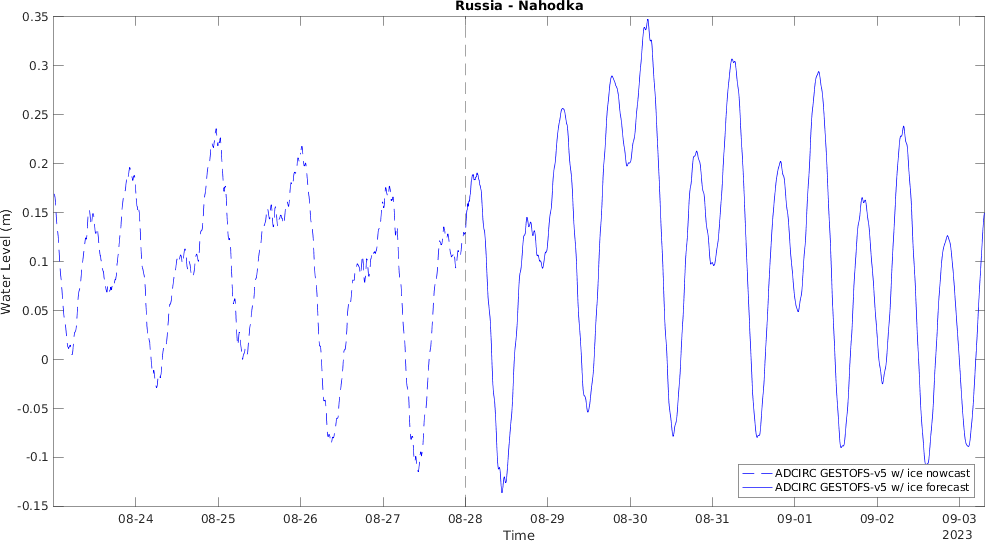 Russia - Nahodka
Water Level (m)
0.35
0.3
0.25
0.2
0.15
0.1
0.05
0
-0.05
-0.1
-0.15
ADCIRC GESTOFS-v5 w/ ice nowcast
ADCIRC GESTOFS-v5 w/ ice forecast
08-24 08-25 08-26 08-27 08-28 08-29 08-30 08-31 09-01 09-02 09-03
Time
2023